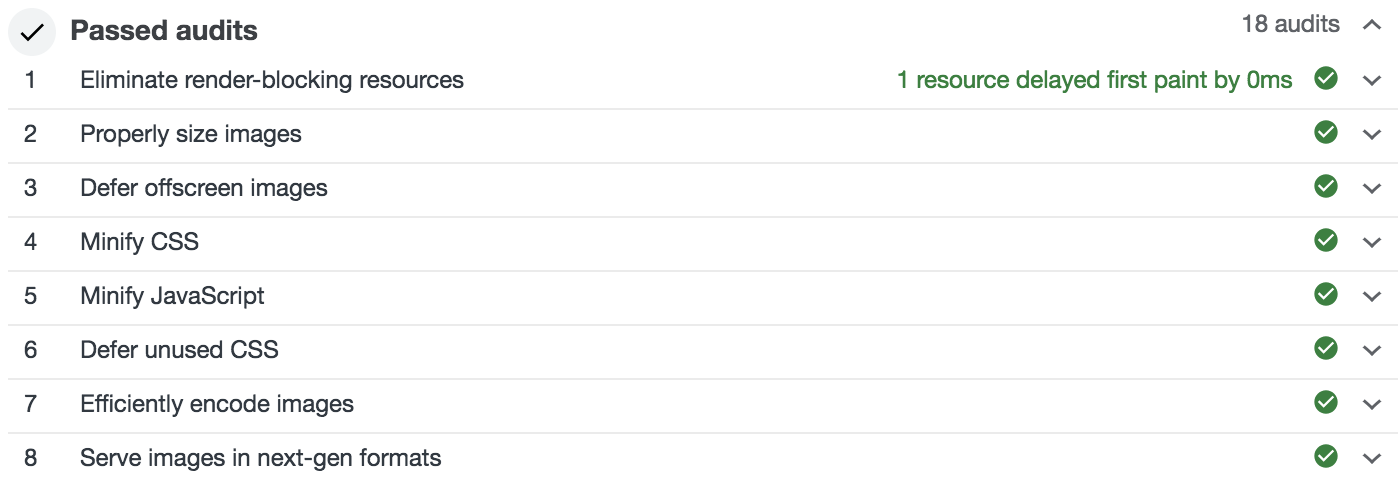 Passed audits 18 audits
1 Eliminate render-blocking resources 1 resource delayed first paint by 0ms
2 Properly size images
3 Defer offscreen images
4 Minify CSS
5 Minify JavaScript
6 Defer unused CSS
7 Efficiently encode images
8 Serve images in next-gen formats